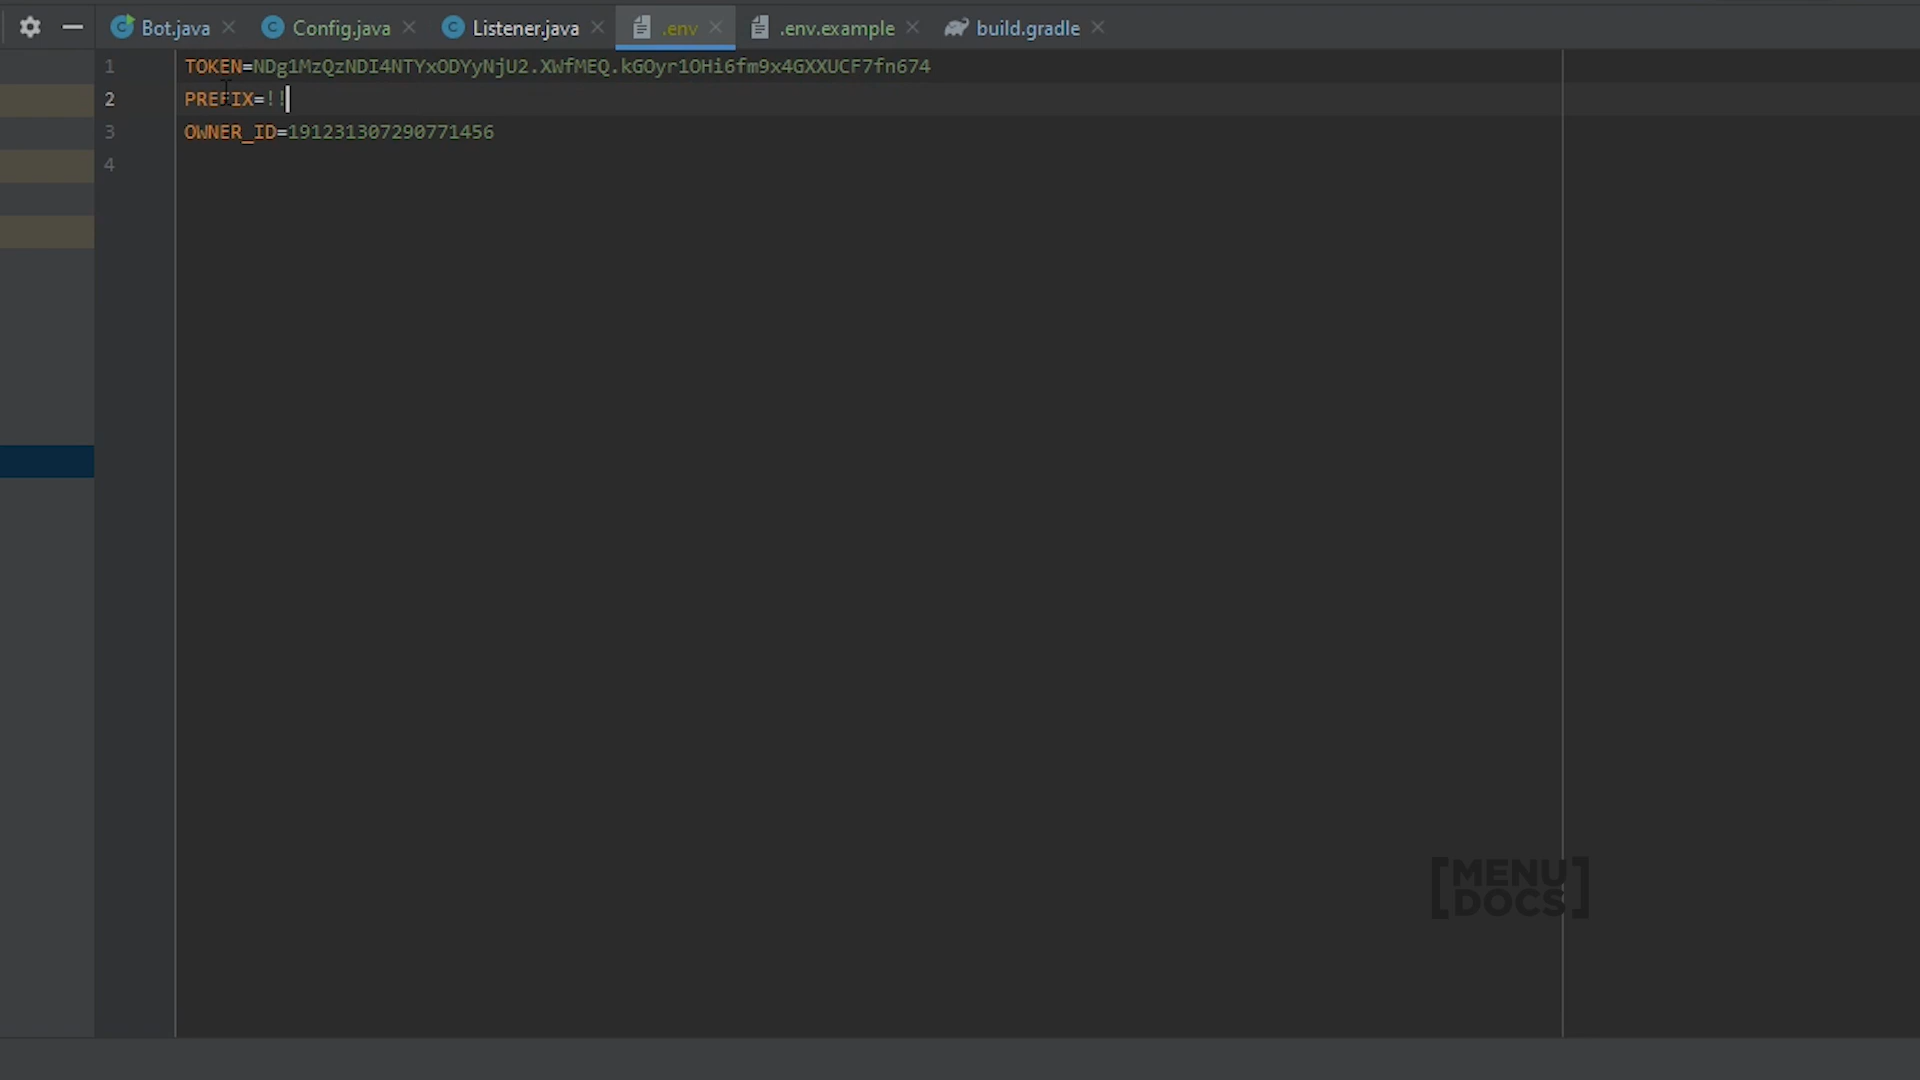 Bot.java Config.java Listener.java .env .env.example build.gradle
1 TOKEN=NDg1MzQzNDI4NTYxODYyNjU2.XWfMEQ.kGOyr1OHi6fm9x4GXXUCF7fn674
2 PREFIX=!!
3 OWNER_ID=191231307290771456
4
[MENU
DOCS]